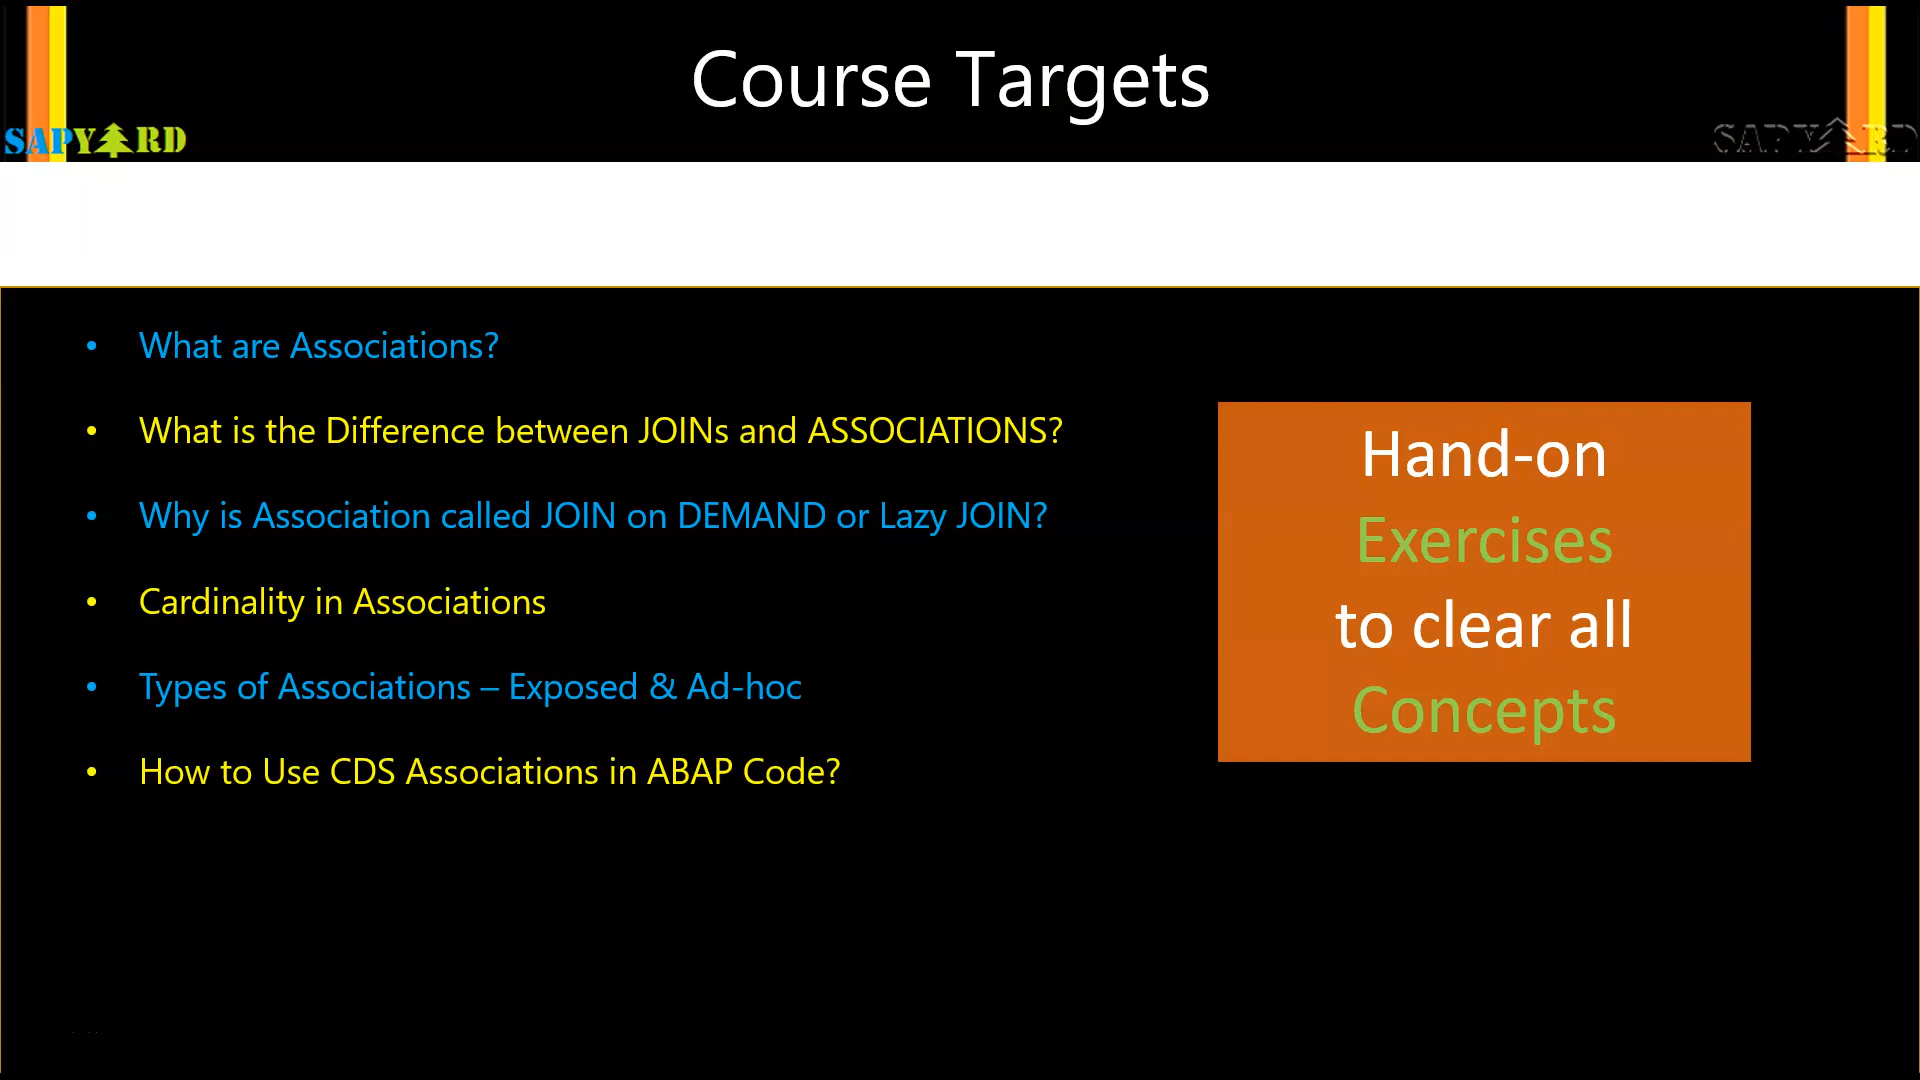 Course Targets
SAPYARD
SAPYARD
• What are Associations?
• What is the Difference between JOINs and ASSOCIATIONS?
• Why is Association called JOIN on DEMAND or Lazy JOIN?
• Cardinality in Associations
• Types of Associations – Exposed & Ad-hoc
• How to Use CDS Associations in ABAP Code?
Hand-on
Exercises
to clear all
Concepts